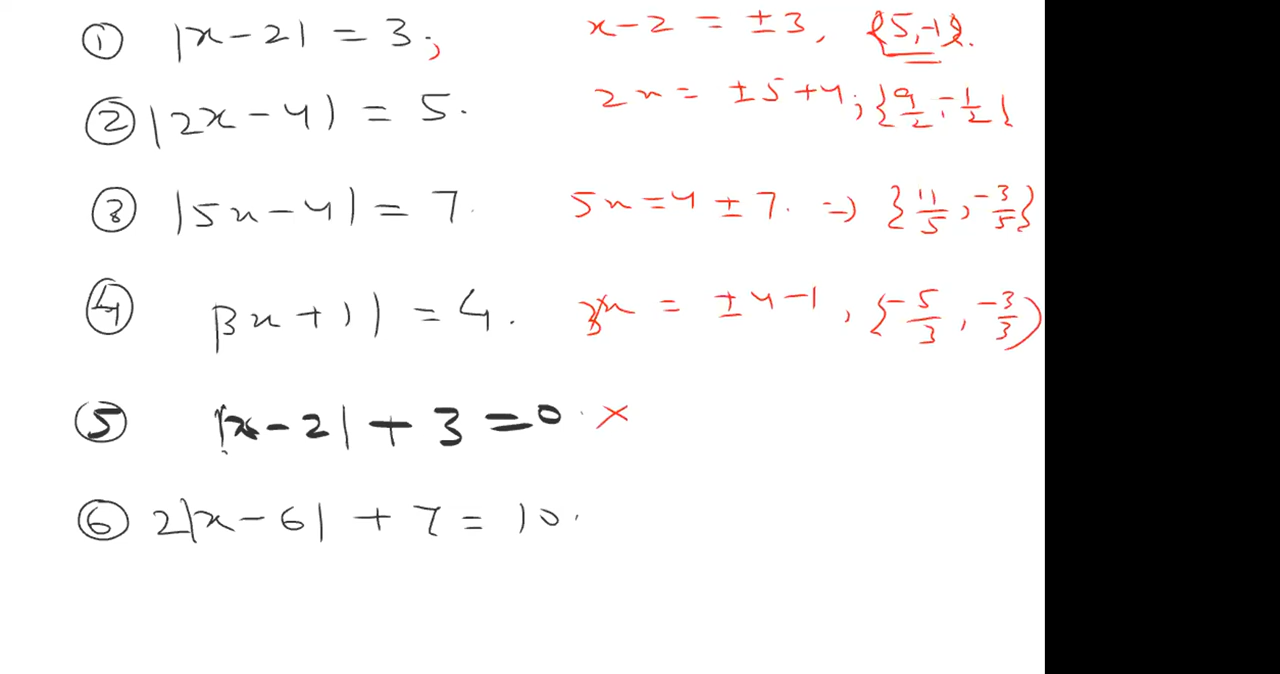 ① |x-2| = 3; x-2 = ±3, {5,-1}.
② |2x-4| = 5. 2x = ±5+4; {9/2, -1/2}
③ |5x-4| = 7. 5x = 4 ± 7. => {11/5, -3/5}
④ |3x+1| = 4. 3x = ±4-1, {-5/3, -3/3}
⑤ |x-2| + 3 = 0. ×
⑥ 2|x-6| + 7 = 10.